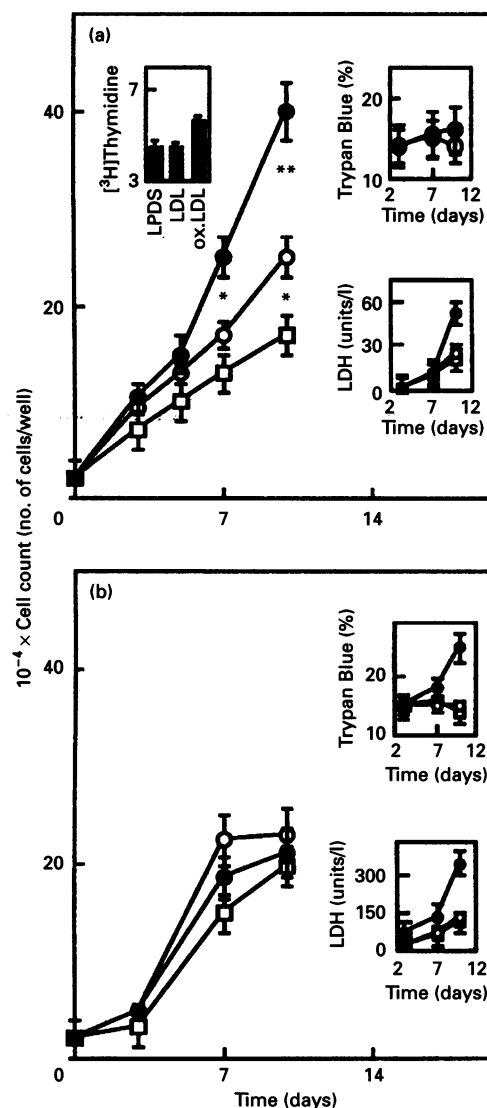 (a)
40
20
0
7
14
[³H]Thymidine
7
3
LPDS
LDL
ox.LDL
**
*
*
Trypan Blue (%)
20
10
2
7
12
Time (days)
LDH (units/l)
60
30
0
2
7
12
Time (days)
10⁻⁴ × Cell count (no. of cells/well)
(b)
40
20
0
7
14
Time (days)
Trypan Blue (%)
20
10
2
7
12
Time (days)
LDH (units/l)
300
150
0
2
7
12
Time (days)